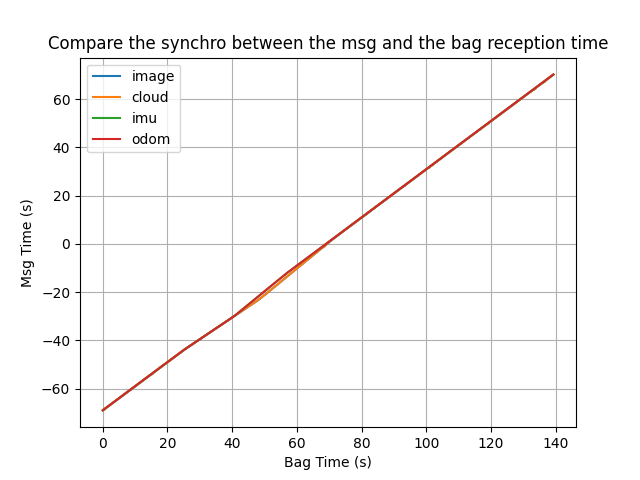 Compare the synchro between the msg and the bag reception time
image
cloud
imu
odom
60
40
20
0
−20
−40
−60
Msg Time (s)
0 20 40 60 80 100 120 140
Bag Time (s)